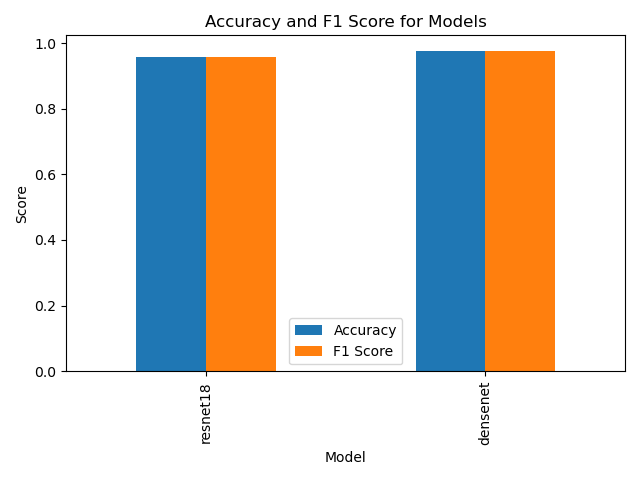 Accuracy and F1 Score for Models
1.0
0.8
0.6
0.4
0.2
0.0
Score
Accuracy
F1 Score
resnet18
densenet
Model